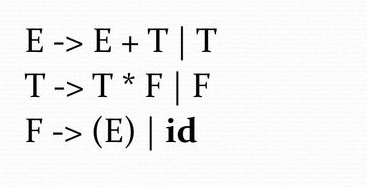 E -> E + T | T
T -> T * F | F
F -> (E) | id